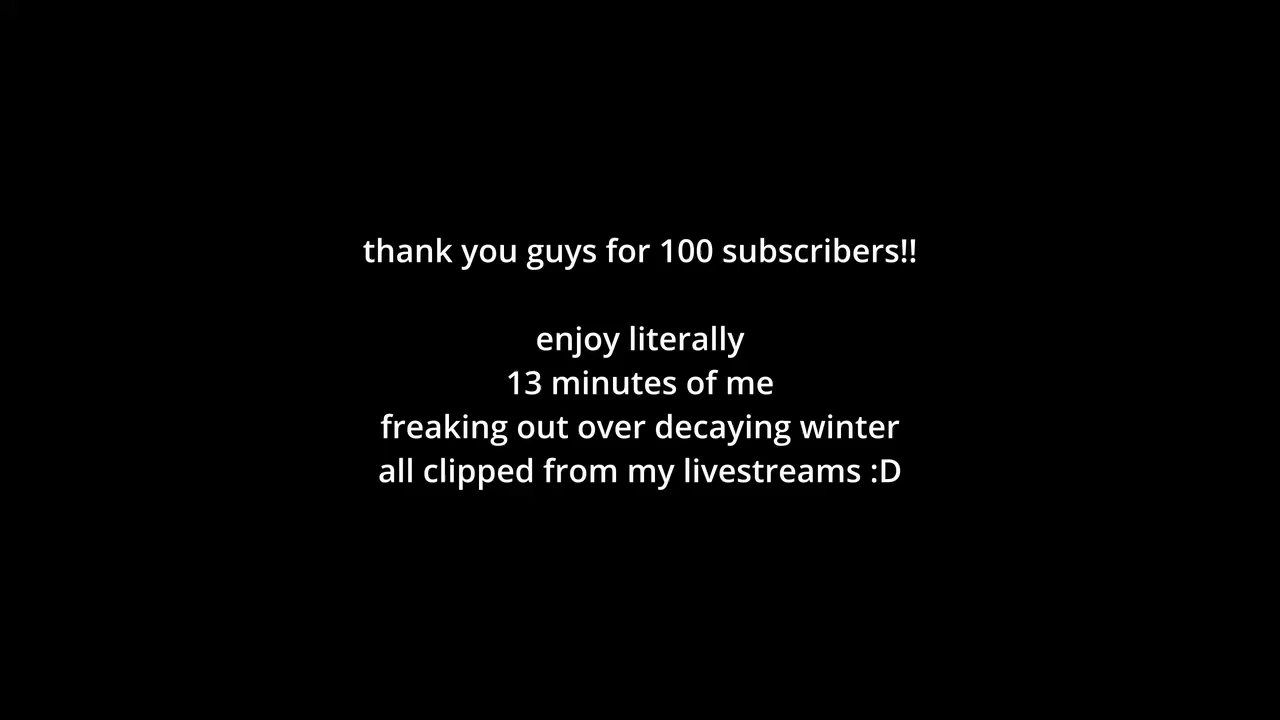 thank you guys for 100 subscribers!!
enjoy literally
13 minutes of me
freaking out over decaying winter
all clipped from my livestreams :D